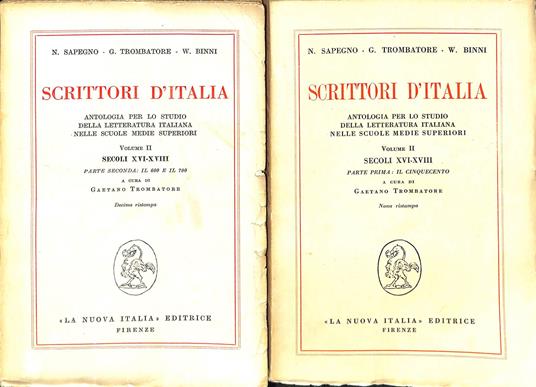 N. SAPEGNO - G. TROMBATORE - W. BINNI
SCRITTORI D'ITALIA
ANTOLOGIA PER LO STUDIO
DELLA LETTERATURA ITALIANA
NELLE SCUOLE MEDIE SUPERIORI
VOLUME II
SECOLI XVI-XVIII
PARTE SECONDA: IL 600 E IL 700
A CURA DI
GAETANO TROMBATORE
Decima ristampa
«LA NUOVA ITALIA» EDITRICE
FIRENZE
N. SAPEGNO - G. TROMBATORE - W. BINNI
SCRITTORI D'ITALIA
ANTOLOGIA PER LO STUDIO
DELLA LETTERATURA ITALIANA
NELLE SCUOLE MEDIE SUPERIORI
VOLUME II
SECOLI XVI-XVIII
PARTE PRIMA: IL CINQUECENTO
A CURA DI
GAETANO TROMBATORE
Nona ristampa
«LA NUOVA ITALIA» EDITRICE
FIRENZE